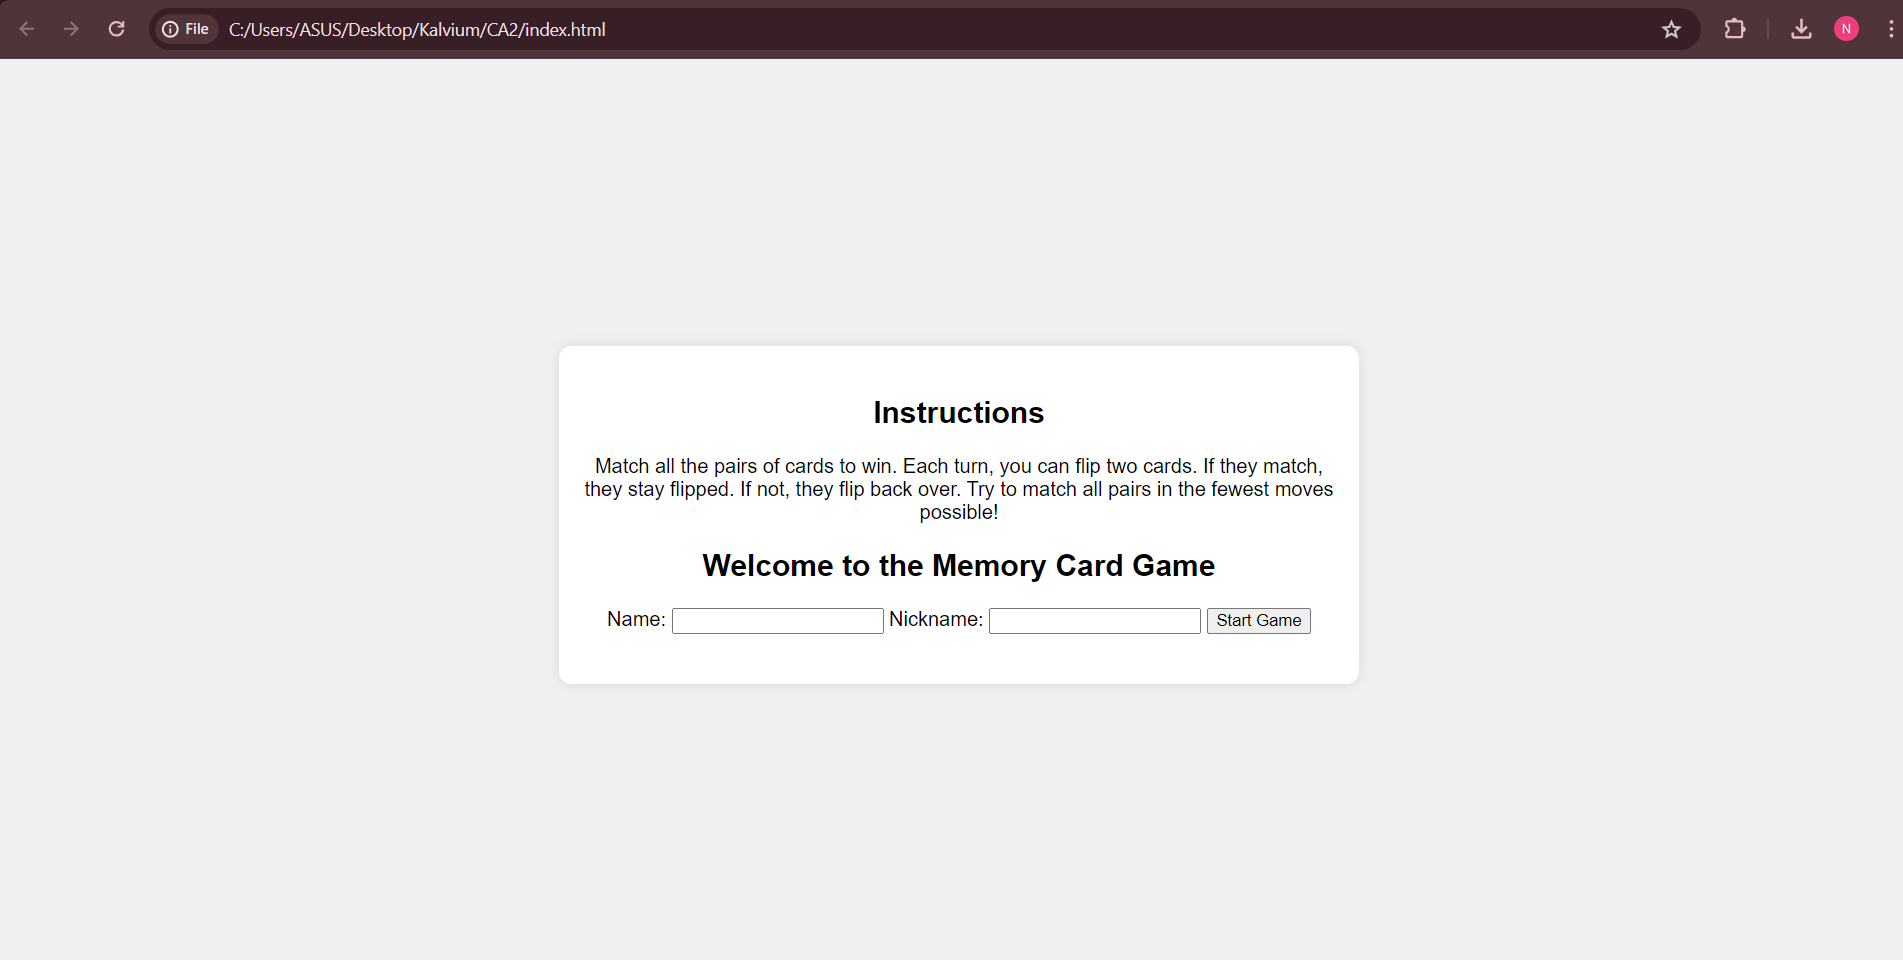 File C:/Users/ASUS/Desktop/Kalvium/CA2/index.html
N
Instructions
Match all the pairs of cards to win. Each turn, you can flip two cards. If they match,
they stay flipped. If not, they flip back over. Try to match all pairs in the fewest moves
possible!
Welcome to the Memory Card Game
Name: Nickname: Start Game